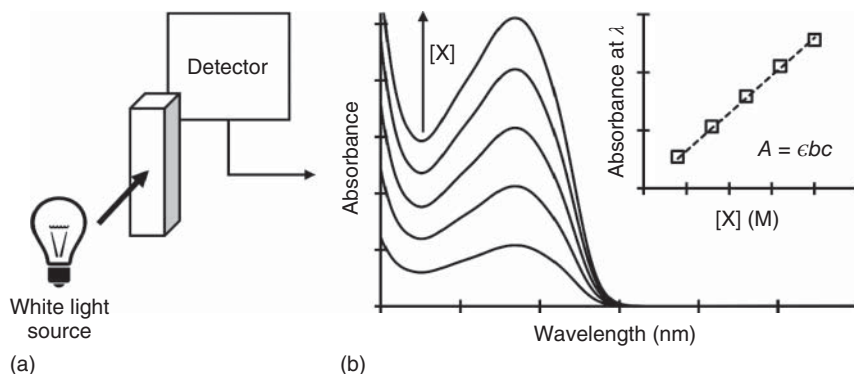 Detector
White light
source
(a)
[X]
Absorbance
Wavelength (nm)
(b)
Absorbance at λ
A = ϵbc
[X] (M)